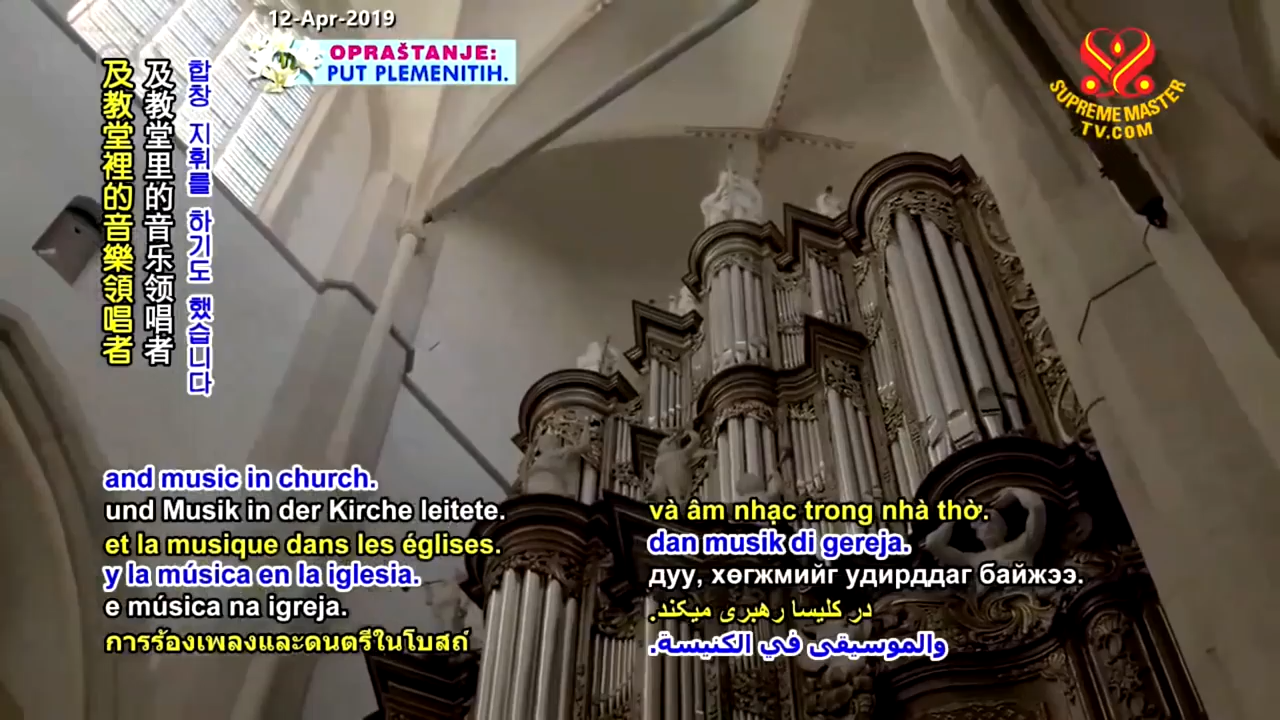 12-Apr-2019
OPRAŠTANJE:
PUT PLEMENITIH.
SUPREME MASTER
TV.COM
합창 지휘를 하기도 했습니다
及教堂里的音乐领唱者
及教堂裡的音樂領唱者
and music in church.
und Musik in der Kirche leitete.
et la musique dans les églises.
y la música en la iglesia.
e música na igreja.
การร้องเพลงและดนตรีในโบสถ์
và âm nhạc trong nhà thờ.
dan musik di gereja.
дуу, хөгжмийг удирддаг байжээ.
در کلیسا رهبری میکند.
والموسيقى في الكنيسة.